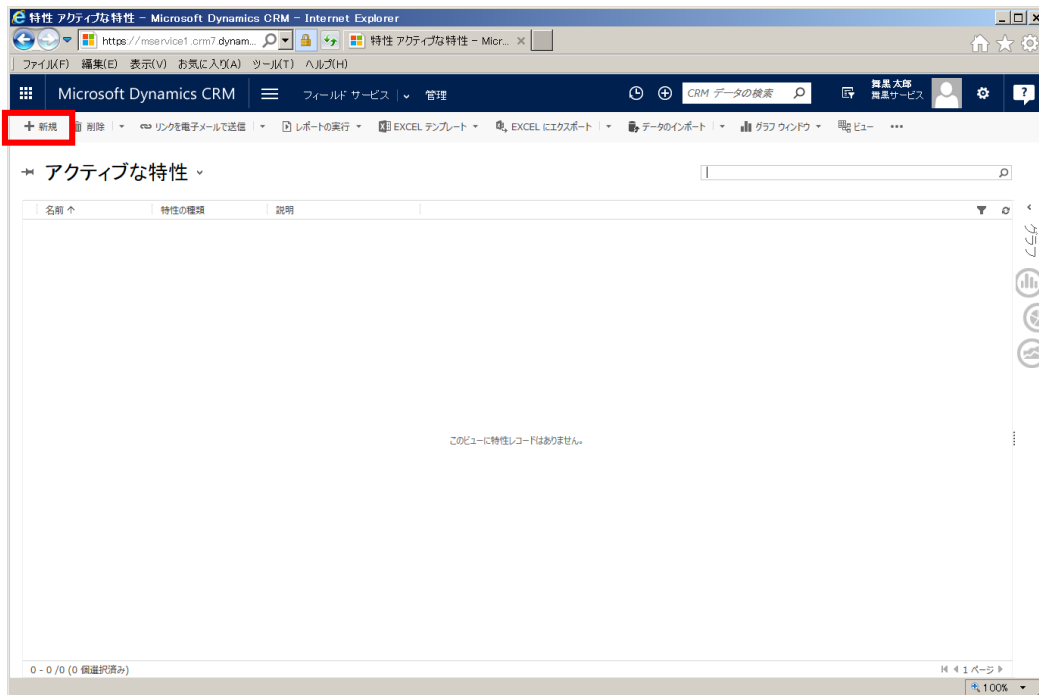 特性 アクティブな特性 - Microsoft Dynamics CRM - Internet Explorer
https://mservice1.crm7.dynam... 特性 アクティブな特性 - Micr...
ファイル(F) 編集(E) 表示(V) お気に入り(A) ツール(T) ヘルプ(H)
Microsoft Dynamics CRM フィールド サービス 管理 CRM データの検索 舞黒 太郎
舞黒サービス
新規 削除 リンクを電子メールで送信 レポートの実行 EXCEL テンプレート EXCEL にエクスポート データのインポート グラフ ウィンドウ ビュー ...
アクティブな特性
名前 特性の種類 説明
グラフ
このビューに特性レコードはありません。
0 - 0 /0 (0 個選択済み) 1 ページ
100%